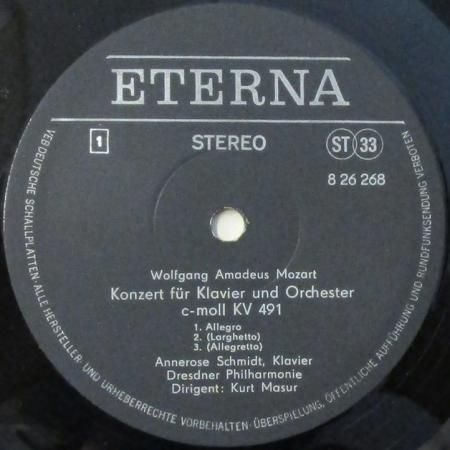 ETERNA
1
STEREO
ST 33
8 26 268
Wolfgang Amadeus Mozart
Konzert für Klavier und Orchester
c-moll KV 491
1. Allegro
2. (Larghetto)
3. (Allegretto)
Annerose Schmidt, Klavier
Dresdner Philharmonie
Dirigent: Kurt Masur
VEB DEUTSCHE SCHALLPLATTEN · ALLE HERSTELLER- UND URHEBERRECHTE VORBEHALTEN · ÜBERSPIELUNG, ÖFFENTLICHE AUFFÜHRUNG UND RUNDFUNKSENDUNG VERBOTEN